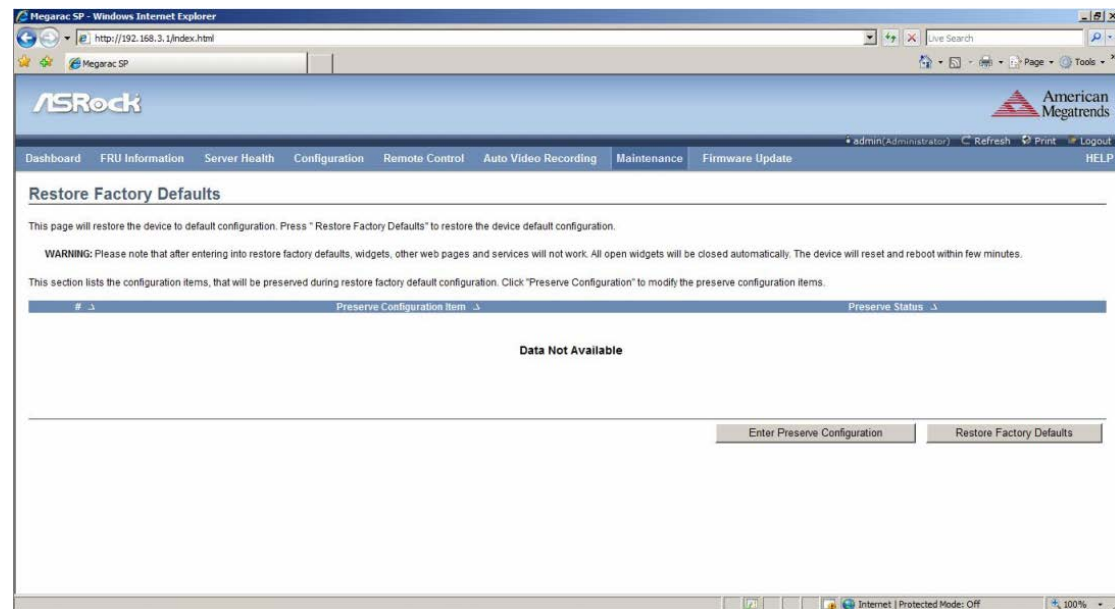 Megarac SP - Windows Internet Explorer
http://192.168.3.1/index.html
Live Search
Megarac SP
Page
Tools
ASRock
American
Megatrends
admin(Administrator) Refresh Print Logout
Dashboard FRU Information Server Health Configuration Remote Control Auto Video Recording Maintenance Firmware Update HELP
Restore Factory Defaults
This page will restore the device to default configuration. Press " Restore Factory Defaults" to restore the device default configuration.
WARNING: Please note that after entering into restore factory defaults, widgets, other web pages and services will not work. All open widgets will be closed automatically. The device will reset and reboot within few minutes.
This section lists the configuration items, that will be preserved during restore factory default configuration. Click "Preserve Configuration" to modify the preserve configuration items.
# Preserve Configuration Item Preserve Status
Data Not Available
Enter Preserve Configuration Restore Factory Defaults
Internet | Protected Mode: Off 100%